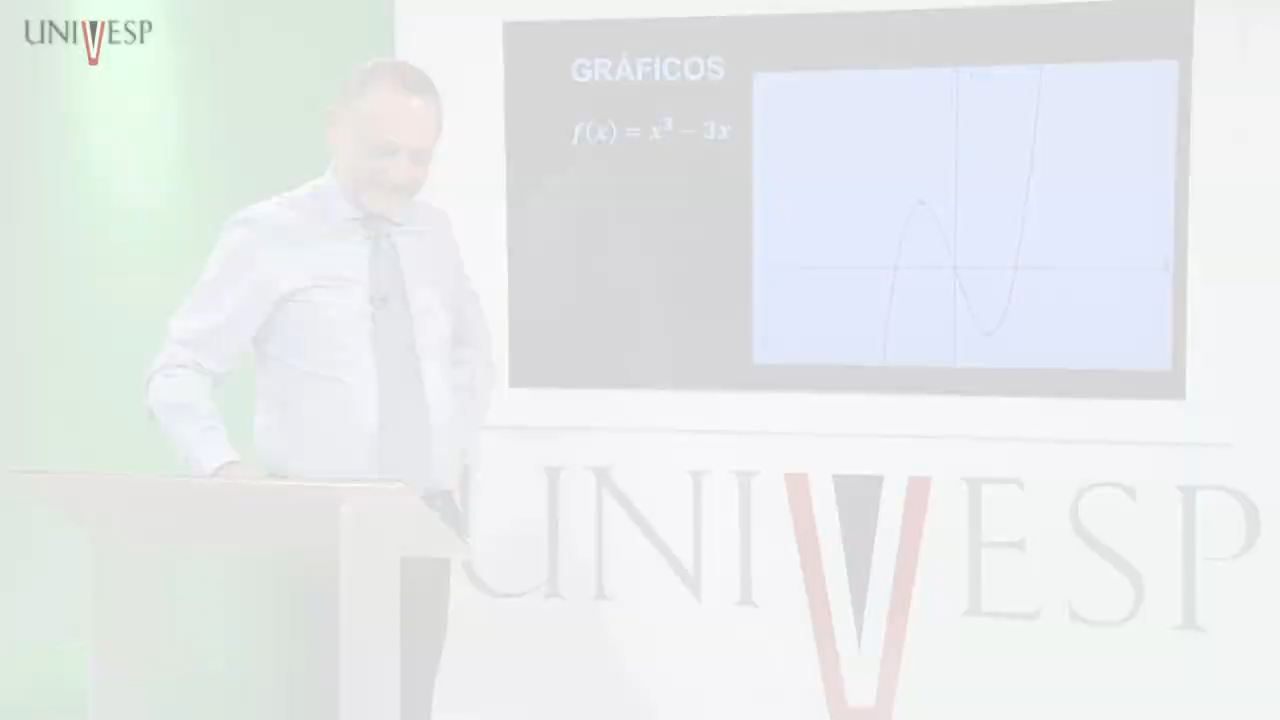 UNIVESP
GRÁFICOS
f(x) = x³ − 3x
UNIVESP